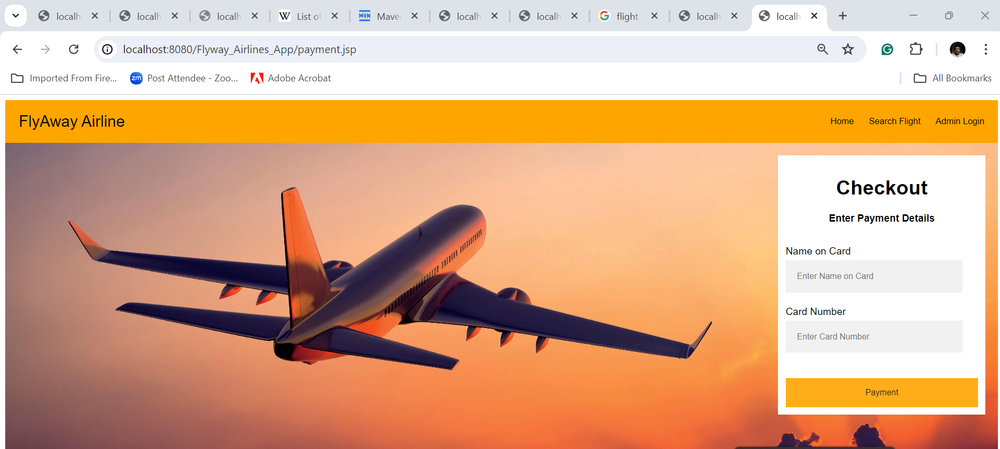 localh
localh
localh
W List of
MVN Maven
localh
localh
flight
localh
localh
localhost:8080/Flyway_Airlines_App/payment.jsp
Imported From Fire...
zm Post Attendee - Zoo...
Adobe Acrobat
All Bookmarks
FlyAway Airline
Home Search Flight Admin Login
Checkout
Enter Payment Details
Name on Card
Enter Name on Card
Card Number
Enter Card Number
Payment